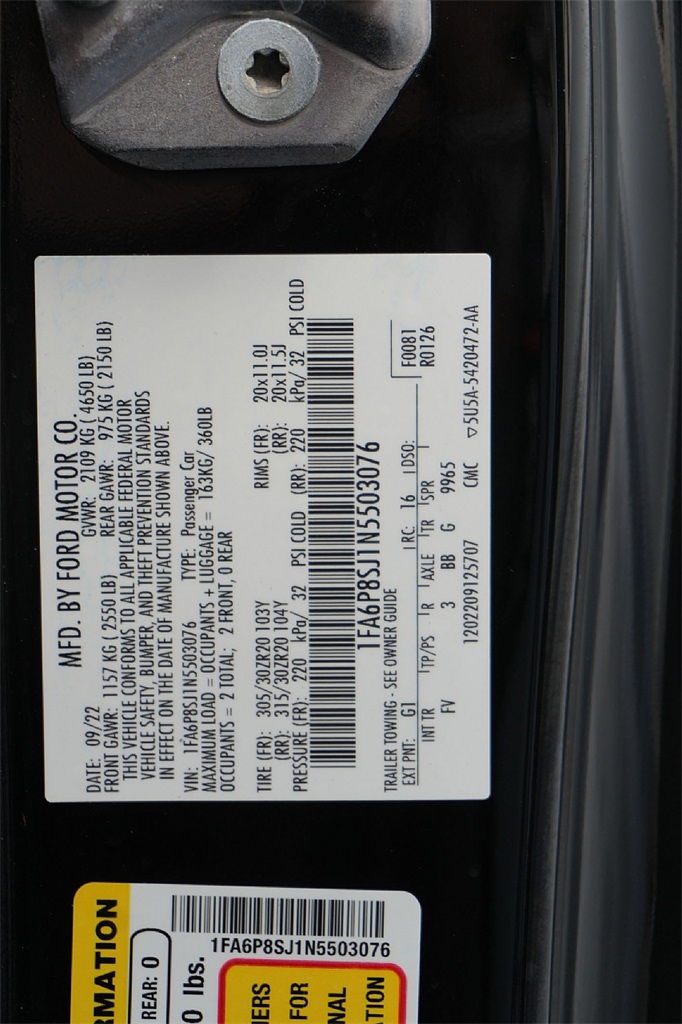 MFD. BY FORD MOTOR CO.
DATE: 09/22 GVWR: 2109 KG ( 4650 LB)
FRONT GAWR: 1157 KG ( 2550 LB) REAR GAWR: 975 KG ( 2150 LB)
THIS VEHICLE CONFORMS TO ALL APPLICABLE FEDERAL MOTOR
VEHICLE SAFETY, BUMPER, AND THEFT PREVENTION STANDARDS
IN EFFECT ON THE DATE OF MANUFACTURE SHOWN ABOVE.
VIN: 1FA6P8SJ1N5503076 TYPE: Passenger Car
MAXIMUM LOAD = OCCUPANTS + LUGGAGE = 163KG/ 360LB
OCCUPANTS = 2 TOTAL; 2 FRONT, 0 REAR
TIRE (FR): 305/30ZR20 103Y RIMS (FR): 20x11.0J
(RR): 315/30ZR20 104Y (RR): 20x11.5J
PRESSURE (FR): 220 kPa/ 32 PSI COLD (RR): 220 kPa/ 32 PSI COLD
1FA6P8SJ1N5503076
TRAILER TOWING - SEE OWNER GUIDE F0081
EXT PNT: G1 RC: 16 DSO: R0126
INT TR TP/PS R AXLE TR SPR
FV 3 BB G 9965
1202209125707 CMC ▽5U5A-5420472-AA
RMATION
REAR: 0
0 lbs.
1FA6P8SJ1N5503076
IERS
FOR
NAL
TION